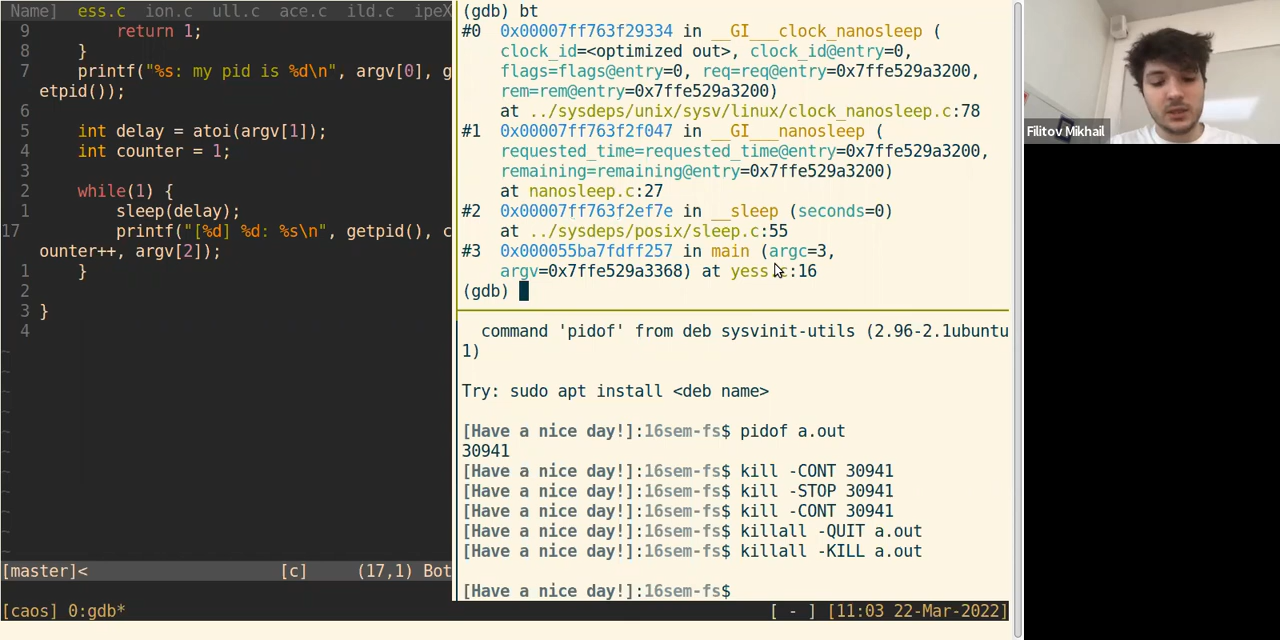 Name]  ess.c  ion.c  ull.c  ace.c  ild.c  ipeX
9         return 1;
8     }
7     printf("%s: my pid is %d\n", argv[0], g
etpid());
6
5     int delay = atoi(argv[1]);
4     int counter = 1;
3
2     while(1) {
1         sleep(delay);
17         printf("[%d] %d: %s\n", getpid(), c
ounter++, argv[2]);
1     }
2
3 }
4
~
~
~
~
~
~
~
~
~
~
~
[master]<   [c]   (17,1) Bot
(gdb) bt
#0  0x00007ff763f29334 in __GI___clock_nanosleep (
clock_id=<optimized out>, clock_id@entry=0,
flags=flags@entry=0, req=req@entry=0x7ffe529a3200,
rem=rem@entry=0x7ffe529a3200)
at ../sysdeps/unix/sysv/linux/clock_nanosleep.c:78
#1  0x00007ff763f2f047 in __GI___nanosleep (
requested_time=requested_time@entry=0x7ffe529a3200,
remaining=remaining@entry=0x7ffe529a3200)
at nanosleep.c:27
#2  0x00007ff763f2ef7e in __sleep (seconds=0)
at ../sysdeps/posix/sleep.c:55
#3  0x000055ba7fdff257 in main (argc=3,
argv=0x7ffe529a3368) at yess.c:16
(gdb)
command 'pidof' from deb sysvinit-utils (2.96-2.1ubuntu
1)
Try: sudo apt install <deb name>
[Have a nice day!]:16sem-fs$ pidof a.out
30941
[Have a nice day!]:16sem-fs$ kill -CONT 30941
[Have a nice day!]:16sem-fs$ kill -STOP 30941
[Have a nice day!]:16sem-fs$ kill -CONT 30941
[Have a nice day!]:16sem-fs$ killall -QUIT a.out
[Have a nice day!]:16sem-fs$ killall -KILL a.out
[Have a nice day!]:16sem-fs$
[caos] 0:gdb*   [ - ] [11:03 22-Mar-2022]
Filitov Mikhail